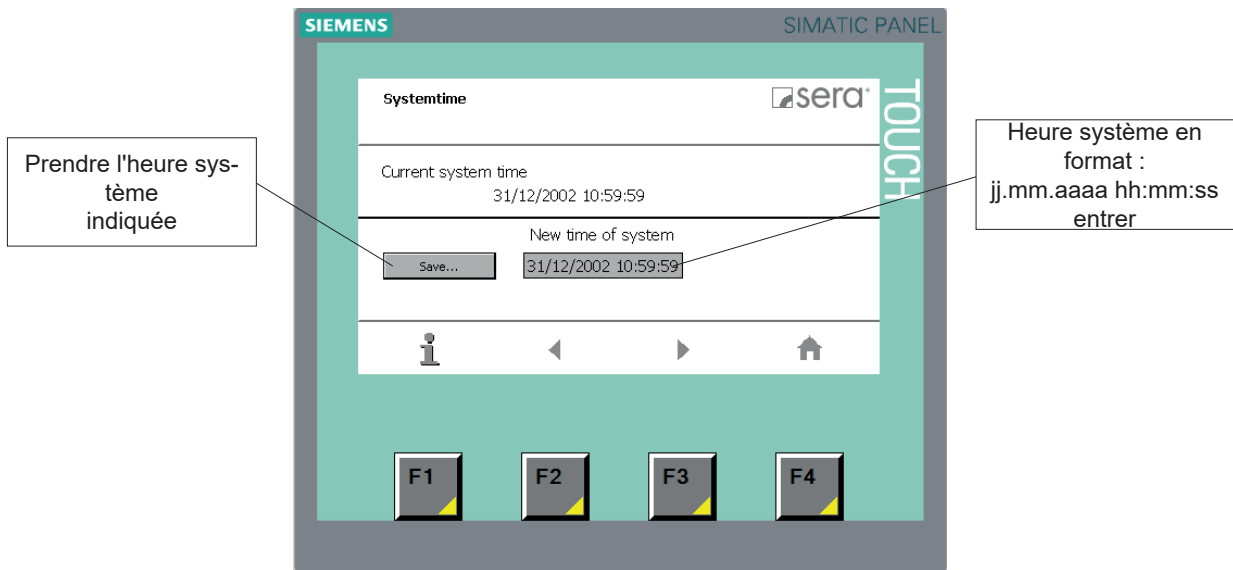 SIEMENS
SIMATIC PANEL
TOUCH
Systemtime
sera
Current system time
31/12/2002 10:59:59
New time of system
Save...
31/12/2002 10:59:59
F1
F2
F3
F4
Prendre l'heure sys-
tème
indiquée
Heure système en
format :
jj.mm.aaaa hh:mm:ss
entrer